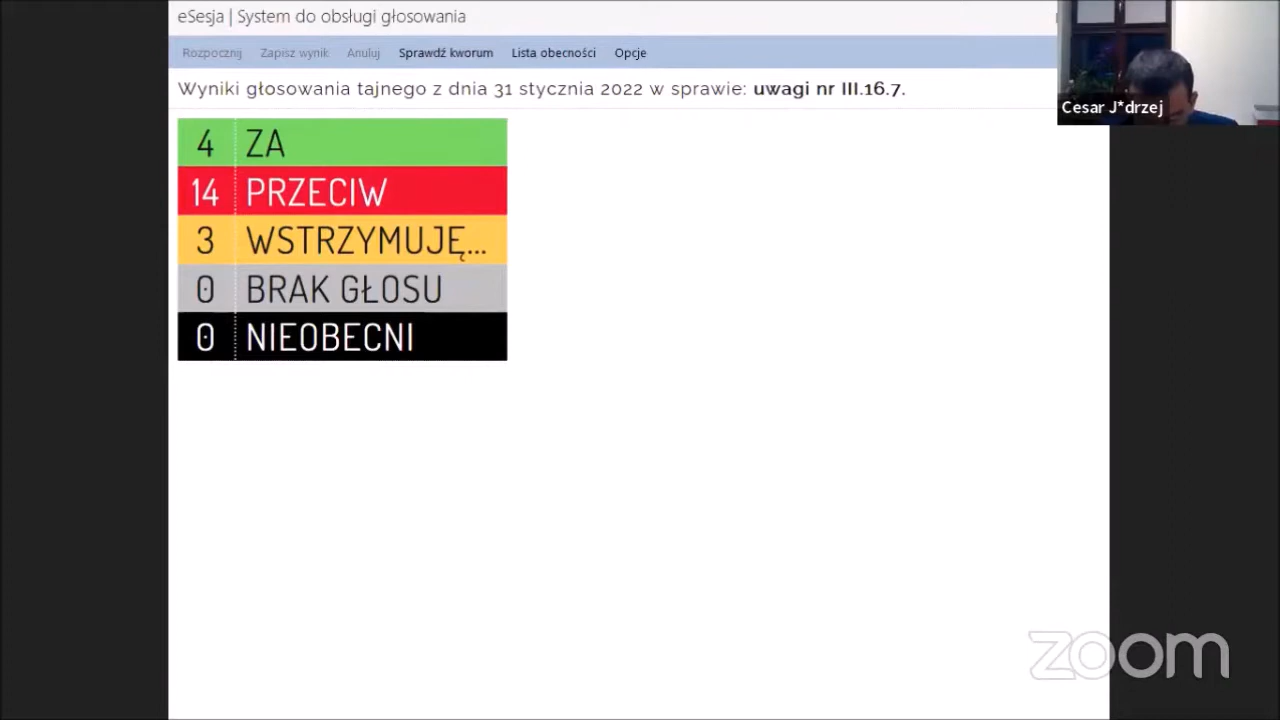 eSesja | System do obsługi głosowania
Rozpocznij Zapisz wynik Anuluj Sprawdź kworum Lista obecności Opcje
Wyniki głosowania tajnego z dnia 31 stycznia 2022 w sprawie: uwagi nr III.16.7.
4 ZA
14 PRZECIW
3 WSTRZYMUJĘ...
0 BRAK GŁOSU
0 NIEOBECNI
Cesar J*drzej
zoom